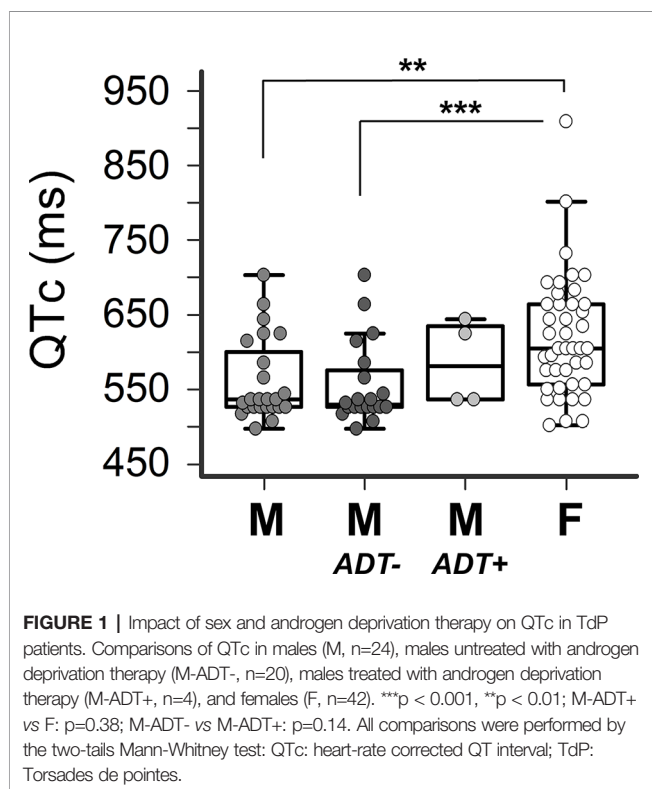 **
950
***
850
750
650
550
450
QTc (ms)
M M M F
ADT- ADT+
FIGURE 1 | Impact of sex and androgen deprivation therapy on QTc in TdP
patients. Comparisons of QTc in males (M, n=24), males untreated with androgen
deprivation therapy (M-ADT-, n=20), males treated with androgen deprivation
therapy (M-ADT+, n=4), and females (F, n=42). ***p < 0.001, **p < 0.01; M-ADT+
vs F: p=0.38; M-ADT- vs M-ADT+: p=0.14. All comparisons were performed by
the two-tails Mann-Whitney test: QTc: heart-rate corrected QT interval; TdP:
Torsades de pointes.